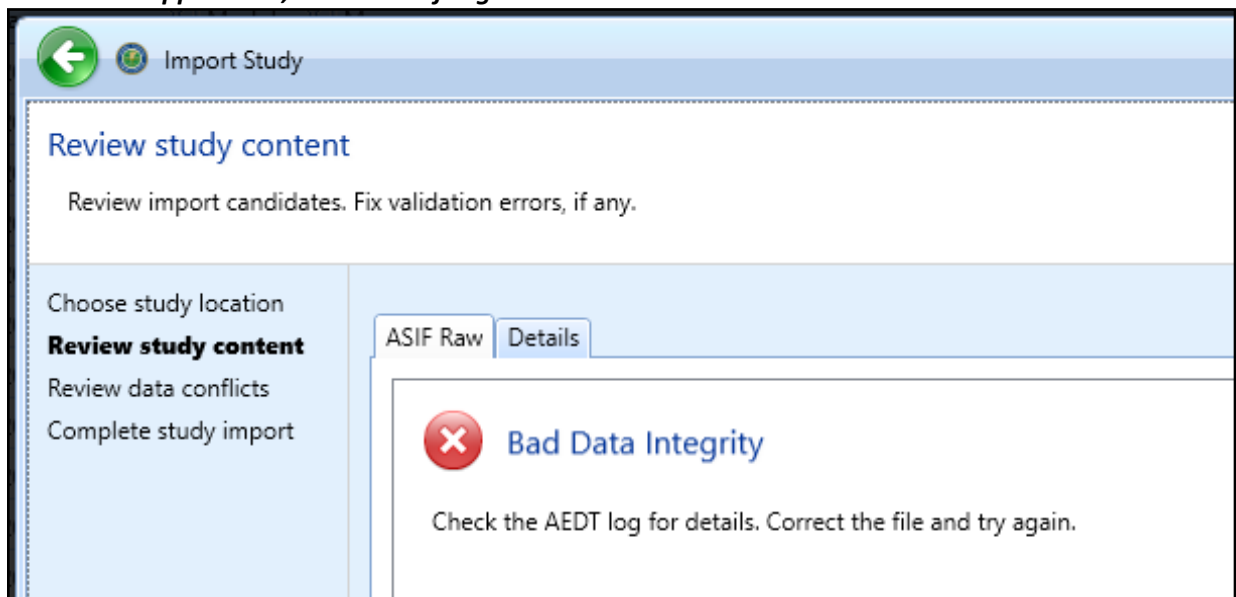 Import Study
Review study content
Review import candidates. Fix validation errors, if any.
Choose study location
Review study content
Review data conflicts
Complete study import
ASIF Raw Details
Bad Data Integrity
Check the AEDT log for details. Correct the file and try again.